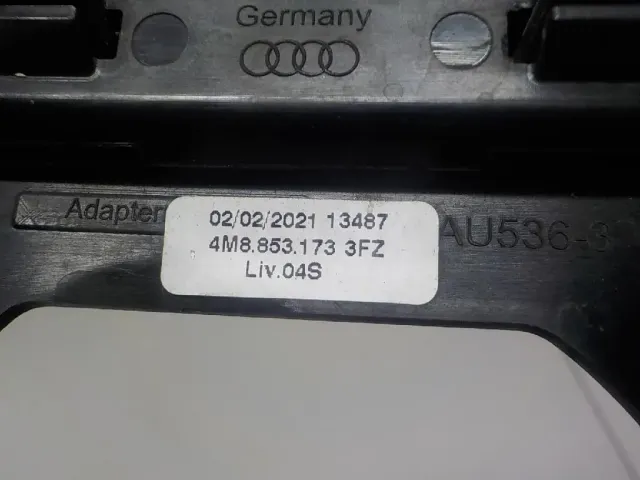 Germany
Adapter
02/02/2021 13487
4M8.853.173 3FZ
Liv.04S
AU536-3